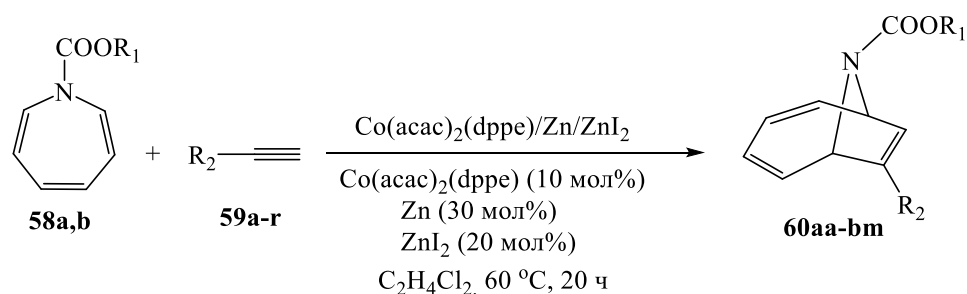 COOR₁
N
58a,b
+
R₂
59a-r
Co(acac)₂(dppe)/Zn/ZnI₂
Co(acac)₂(dppe) (10 мол%)
Zn (30 мол%)
ZnI₂ (20 мол%)
C₂H₄Cl₂, 60 °C, 20 ч
COOR₁
N
R₂
60aa-bm